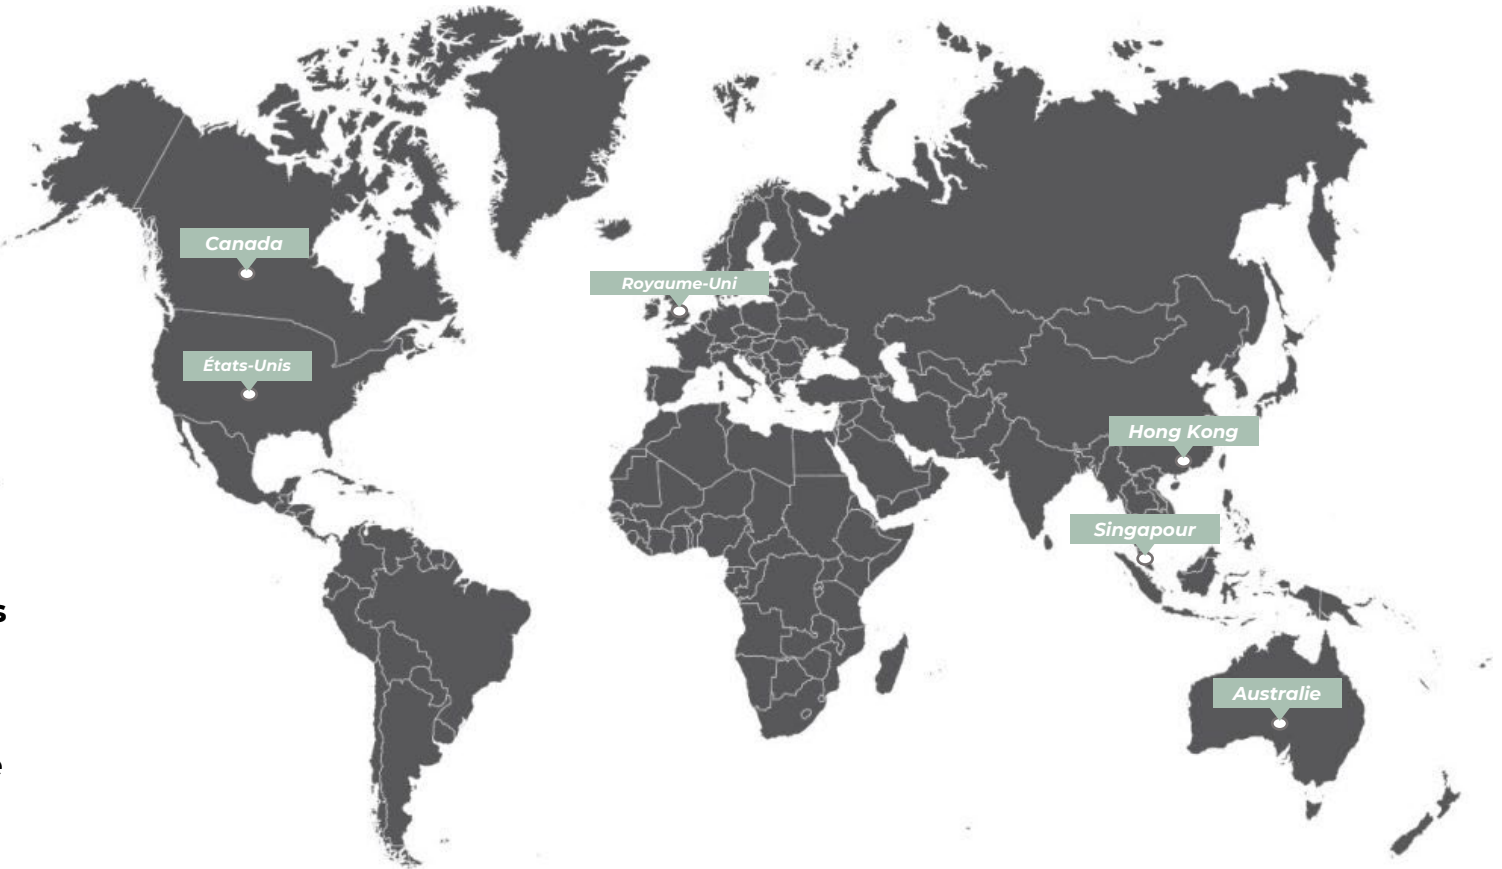 Canada
Royaume-Uni
États-Unis
Hong Kong
Singapour
s
Australie
e